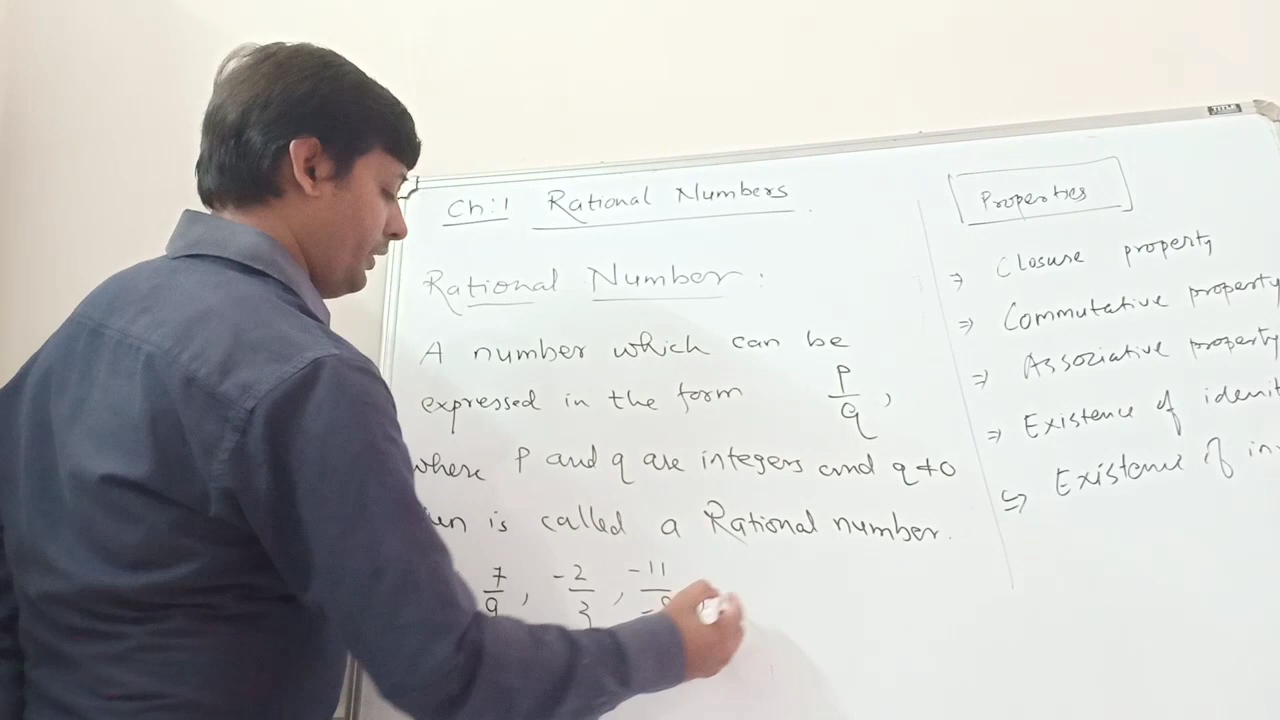 Ch:1 Rational Numbers
Rational Number:
A number which can be
expressed in the form p/q,
where P and q are integers and q ≠ 0
is called a Rational number.
7/9, -2/3, -11/
Properties
⇒ Closure property
⇒ Commutative property
⇒ Associative property
⇒ Existence of
⇒ Existence of
TITLE